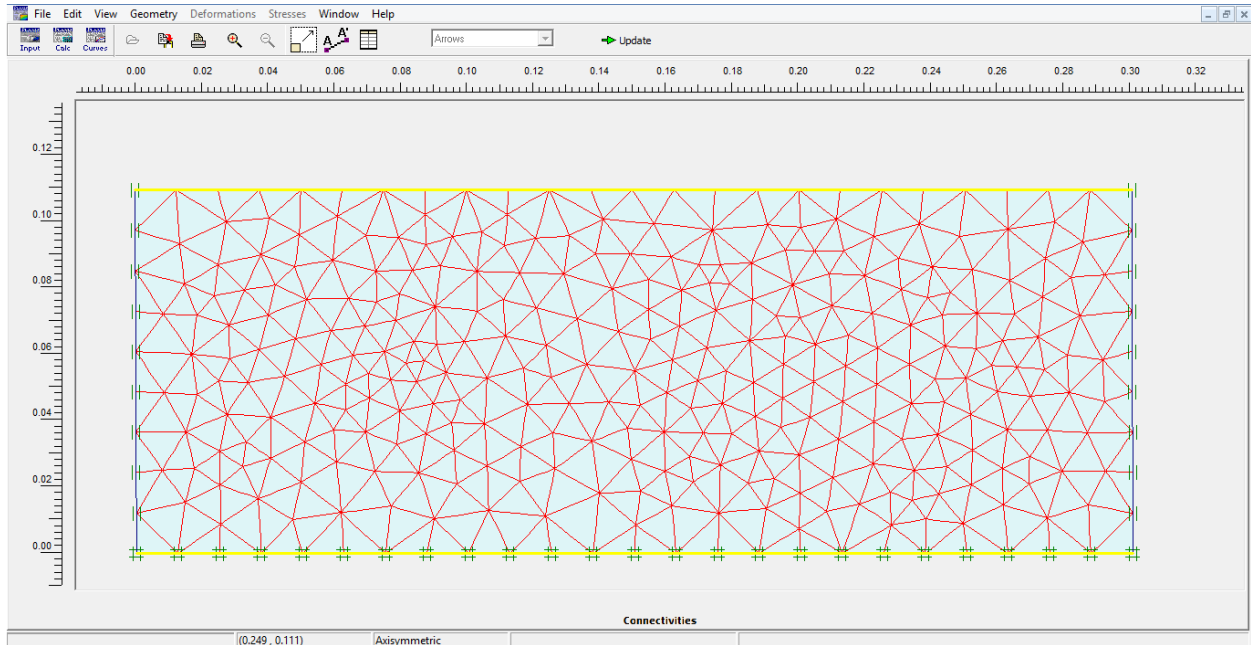 File Edit View Geometry Deformations Stresses Window Help
Input Calc Curves A A' Arrows Update
0.00 0.02 0.04 0.06 0.08 0.10 0.12 0.14 0.16 0.18 0.20 0.22 0.24 0.26 0.28 0.30 0.32
0.12
0.10
0.08
0.06
0.04
0.02
0.00
Connectivities
(0.249 , 0.111) Axisymmetric